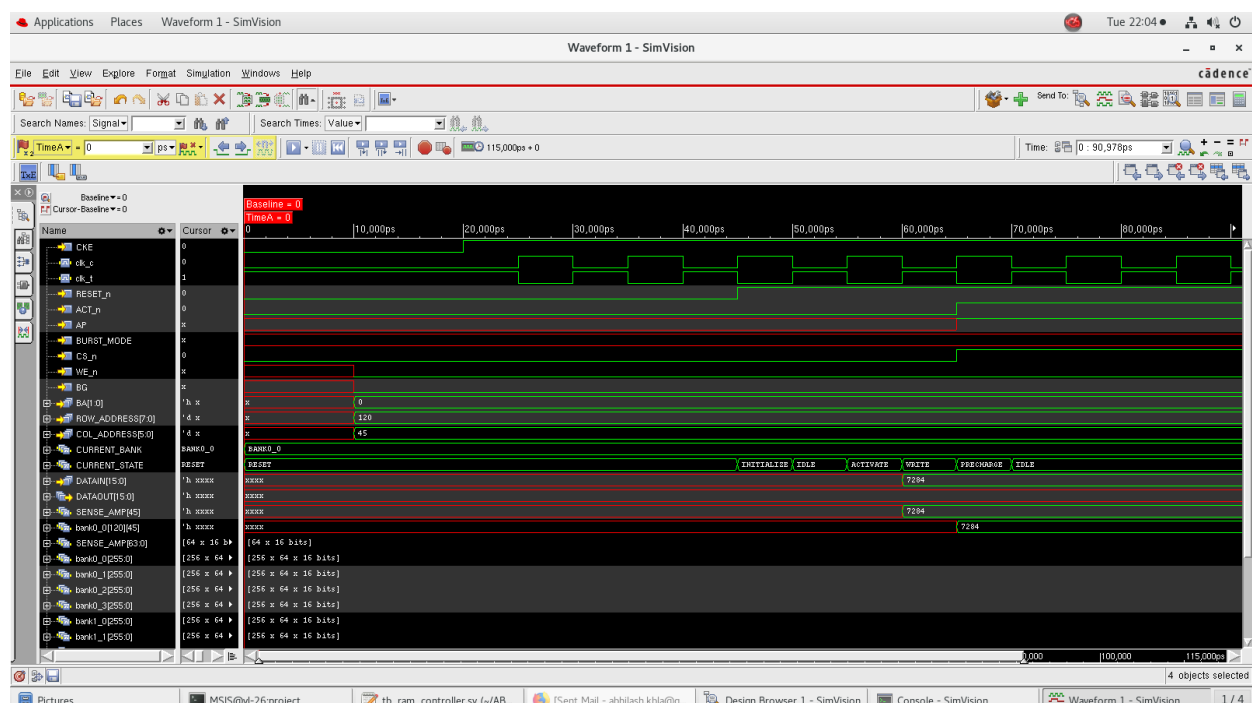 Applications Places Waveform 1 - SimVision Tue 22:04
Waveform 1 - SimVision
File Edit View Explore Format Simulation Windows Help cādence
Send To:
Search Names: Signal Search Times: Value
TimeA = 0 ps 115,000ps + 0 Time: 0 : 90,978ps
TxE
Baseline = 0
Cursor-Baseline = 0
Baseline = 0
TimeA = 0
Name Cursor 0 10,000ps 20,000ps 30,000ps 40,000ps 50,000ps 60,000ps 70,000ps 80,000ps
CKE 0
clk_c 0
clk_t 1
RESET_n 0
ACT_n 0
AP x
BURST_MODE x
CS_n 0
WE_n x
BG x
BA[1:0] 'h x x 0
ROW_ADDRESS[7:0] 'd x x 120
COL_ADDRESS[5:0] 'd x x 45
CURRENT_BANK BANK0_0 BANK0_0
CURRENT_STATE RESET RESET INITIALIZE IDLE ACTIVATE WRITE PRECHARGE IDLE
DATAIN[15:0] 'h xxxx xxxx 7284
DATAOUT[15:0] 'h xxxx xxxx
SENSE_AMP[45] 'h xxxx xxxx 7284
bank0_0[120][45] 'h xxxx xxxx 7284
SENSE_AMP[63:0] [64 x 16 b [64 x 16 bits]
bank0_0[255:0] [256 x 64 [256 x 64 x 16 bits]
bank0_1[255:0] [256 x 64 [256 x 64 x 16 bits]
bank0_2[255:0] [256 x 64 [256 x 64 x 16 bits]
bank0_3[255:0] [256 x 64 [256 x 64 x 16 bits]
bank1_0[255:0] [256 x 64 [256 x 64 x 16 bits]
bank1_1[255:0] [256 x 64 [256 x 64 x 16 bits]
0,000 100,000 115,000ps
4 objects selected
Pictures MSIS@vl-26:project tb_ram_controller.sv (~/AB... [Sent Mail - abhilash.kbla@g... Design Browser 1 - SimVision Console - SimVision Waveform 1 - SimVision 1 / 4